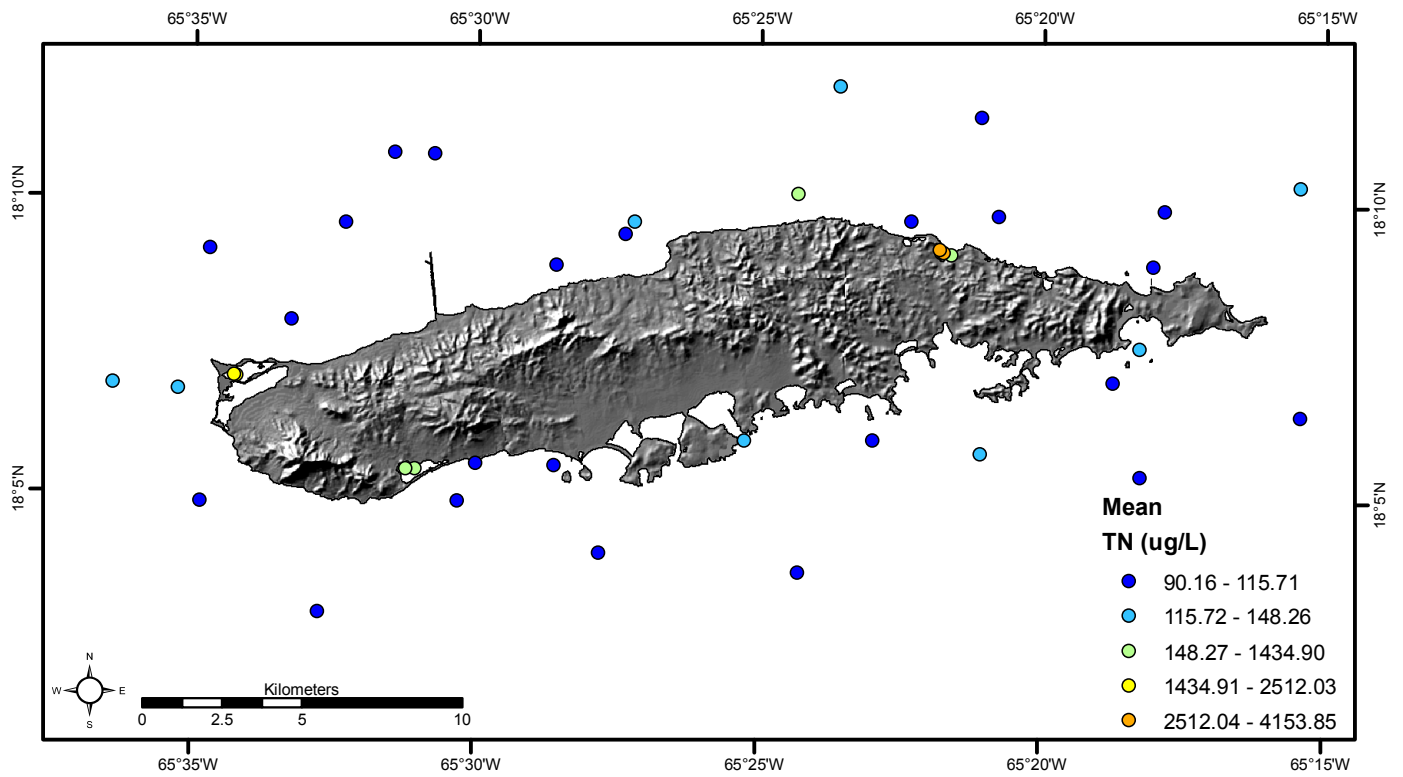 65°35'W 65°30'W 65°25'W 65°20'W 65°15'W
18°10'N
18°10'N
18°5'N
18°5'N
Mean
TN (ug/L)
90.16 - 115.71
115.72 - 148.26
148.27 - 1434.90
1434.91 - 2512.03
2512.04 - 4153.85
N
W E
S
Kilometers
0 2.5 5 10
65°35'W 65°30'W 65°25'W 65°20'W 65°15'W